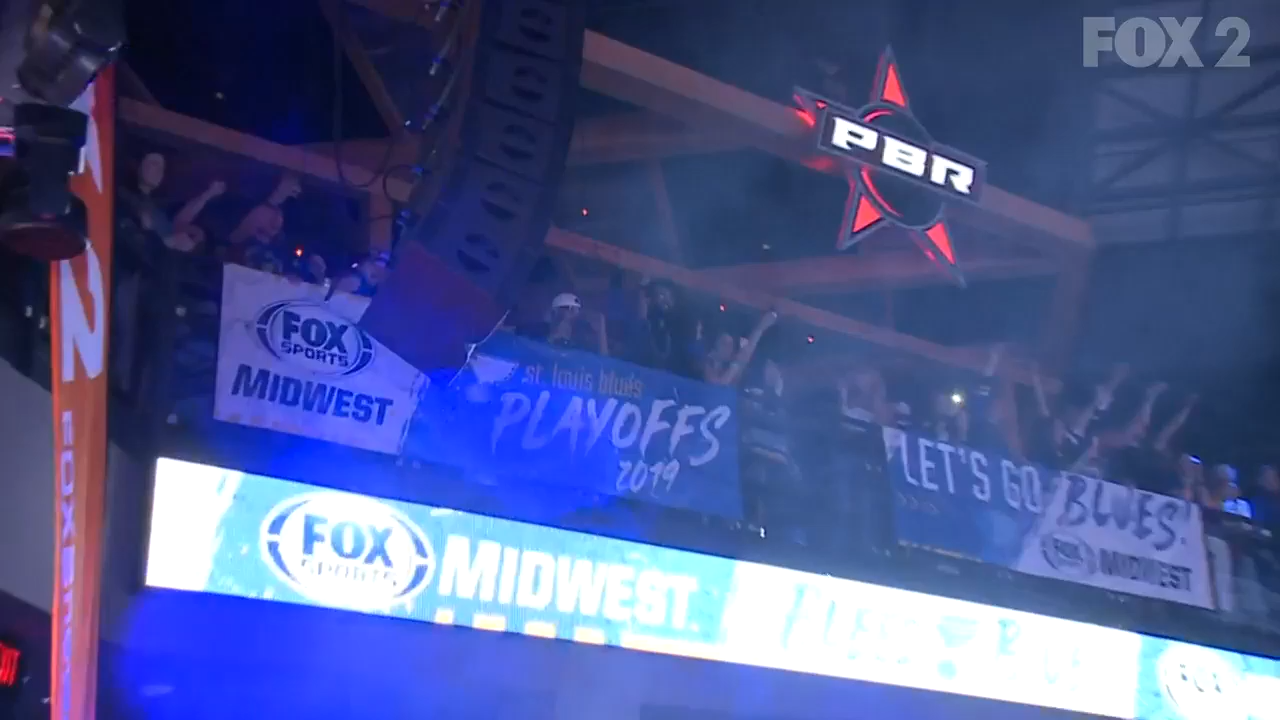 FOX 2
PBR
FOX
SPORTS
MIDWEST
st louis blues
PLAYOFFS
2019
LET'S GO BLUES!
FOX MIDWEST
FOX
SPORTS
MIDWEST
2